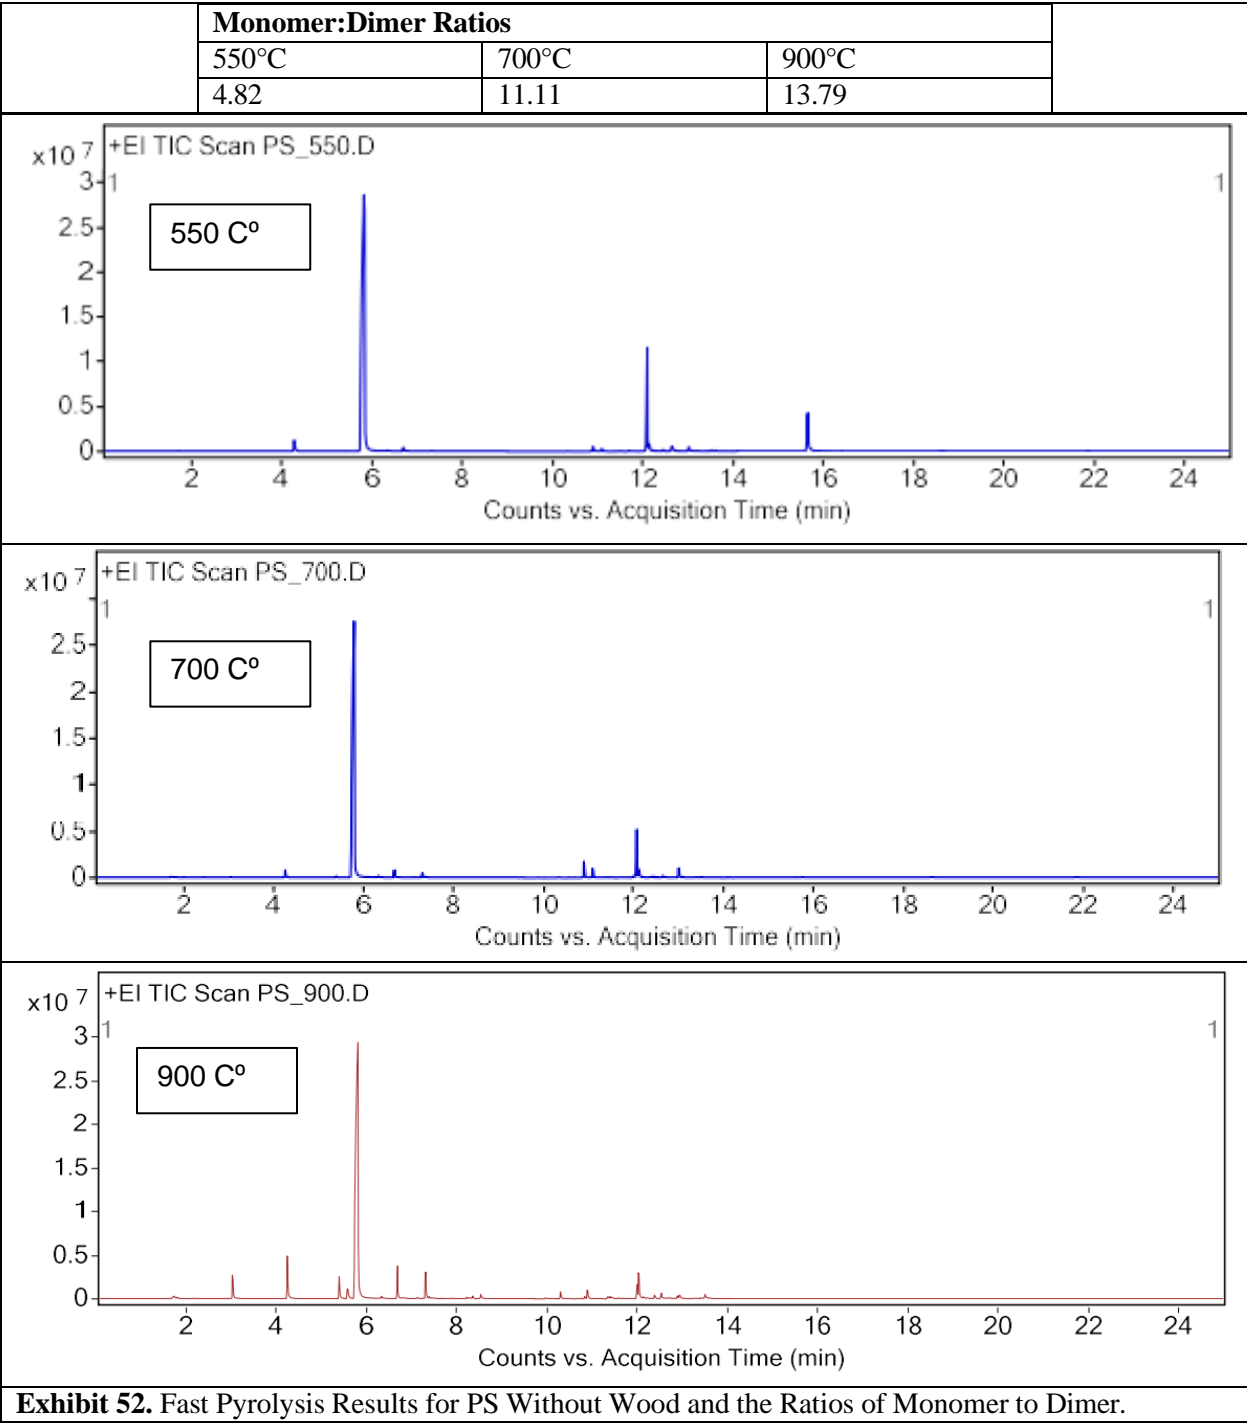 Monomer:Dimer Ratios
550°C 700°C 900°C
4.82 11.11 13.79
+EI TIC Scan PS_550.D
x10 7
1 1
3
2.5
2
1.5
1
0.5
0
550 Cº
2 4 6 8 10 12 14 16 18 20 22 24
Counts vs. Acquisition Time (min)
+EI TIC Scan PS_700.D
x10 7
1 1
2.5
2
1.5
1
0.5
0
700 Cº
2 4 6 8 10 12 14 16 18 20 22 24
Counts vs. Acquisition Time (min)
+EI TIC Scan PS_900.D
x10 7
1 1
3
2.5
2
1.5
1
0.5
0
900 Cº
2 4 6 8 10 12 14 16 18 20 22 24
Counts vs. Acquisition Time (min)
Exhibit 52. Fast Pyrolysis Results for PS Without Wood and the Ratios of Monomer to Dimer.